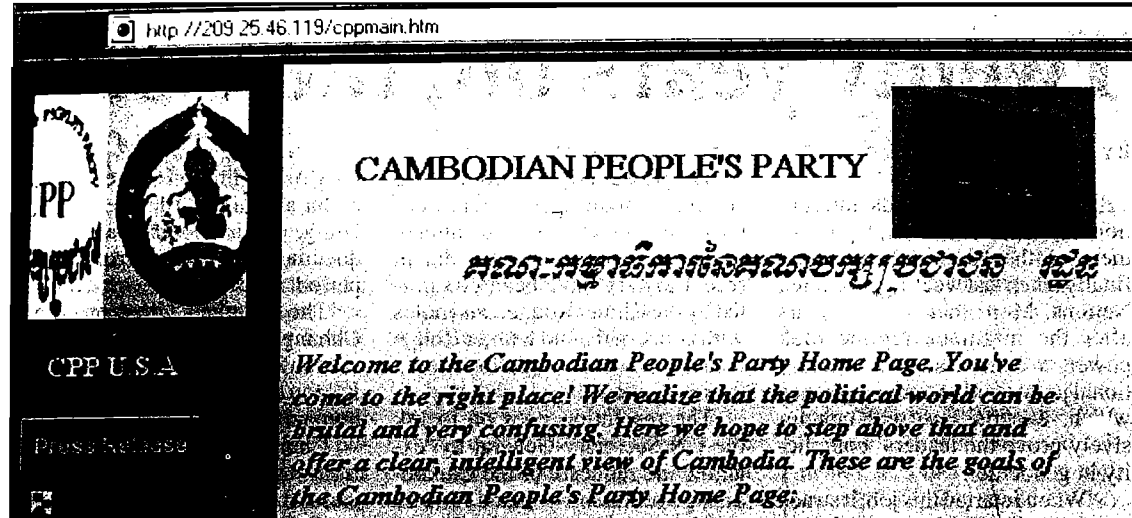 http //209 25.46.119/cppmain.htm
CAMBODIAN PEOPLE'S PARTY
PP
CPP U.S.A
Welcome to the Cambodian People's Party Home Page. You've
come to the right place! We realize that the political world can be
brutal and very confusing. Here we hope to step above that and
Press Release
offer a clear, intelligent view of Cambodia. These are the goals of
the Cambodian People's Party Home Page: